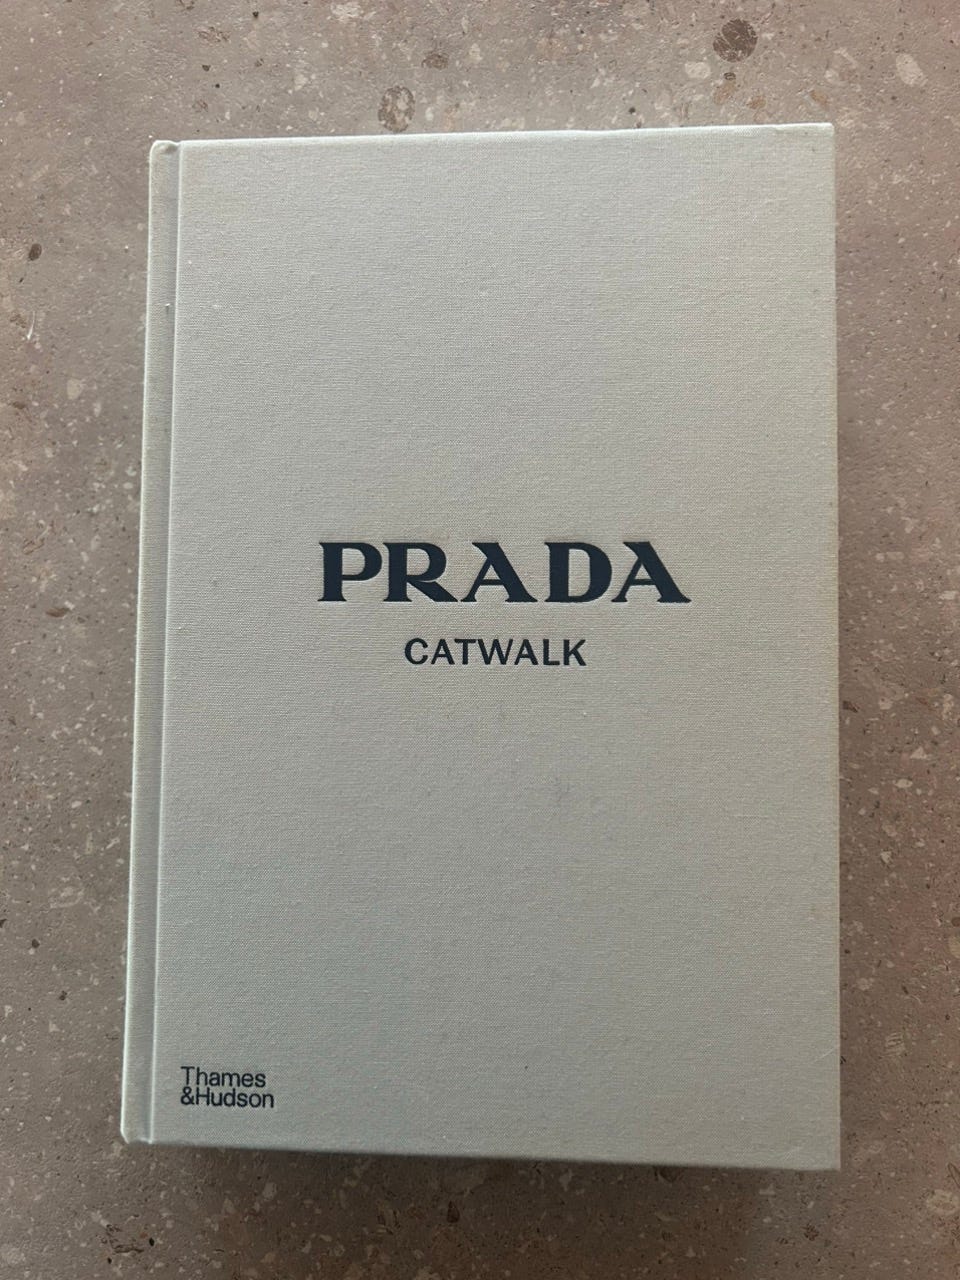 PRADA
CATWALK
Thames
&Hudson